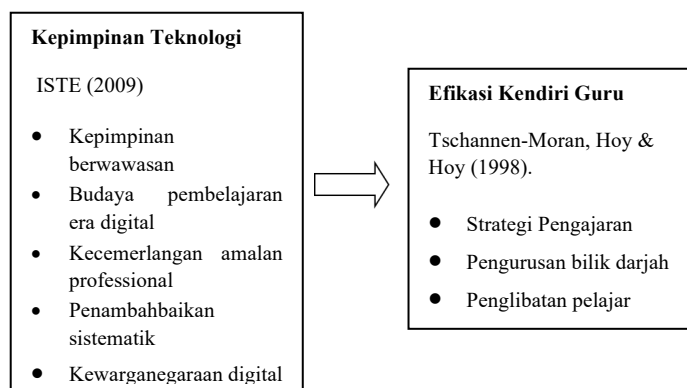 Kepimpinan Teknologi
ISTE (2009)
● Kepimpinan
berwawasan
● Budaya pembelajaran
era digital
● Kecemerlangan amalan
professional
● Penambahbaikan
sistematik
● Kewarganegaraan digital
Efikasi Kendiri Guru
Tschannen-Moran, Hoy &
Hoy (1998).
● Strategi Pengajaran
● Pengurusan bilik darjah
● Penglibatan pelajar